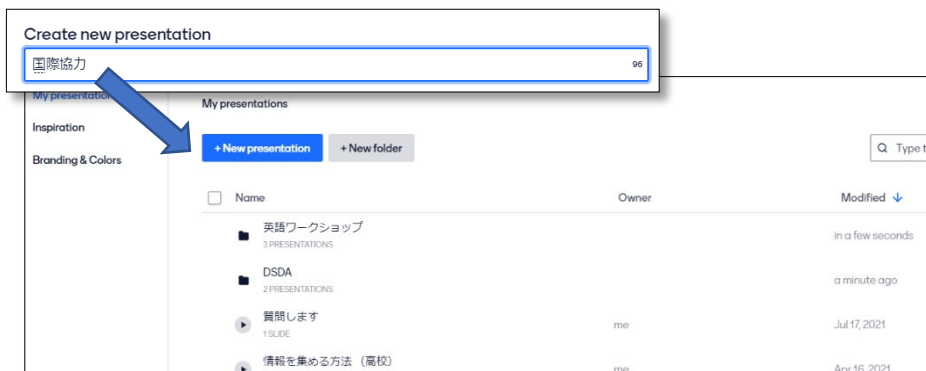 Create new presentation
国際協力 96
My presentation
My presentations
Inspiration
+ New presentation + New folder
Type
Branding & Colors
Name Owner Modified
英語ワークショップ in a few seconds
3 PRESENTATIONS
DSDA a minute ago
2 PRESENTATIONS
質問します me Jul 17, 2021
1 SLIDE
情報を集める方法 (高校) me Apr 16, 2021